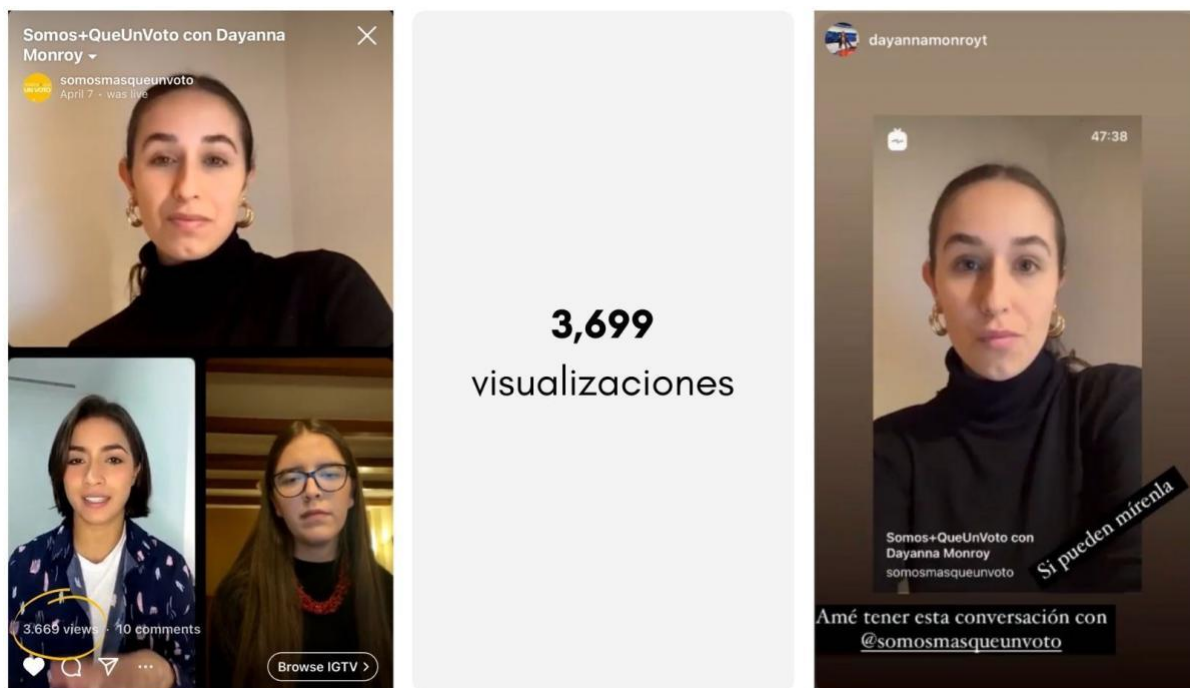 Somos+QueUnVoto con Dayanna
Monroy
somosmasqueunvoto
April 7 • was live
UN VOTO
3.669 views • 10 comments
Browse IGTV >
3,699
visualizaciones
dayannamonroyt
47:38
Somos+QueUnVoto con
Dayanna Monroy
somosmasqueunvoto
Si pueden mírenla
Amé tener esta conversación con
@somosmasqueunvoto